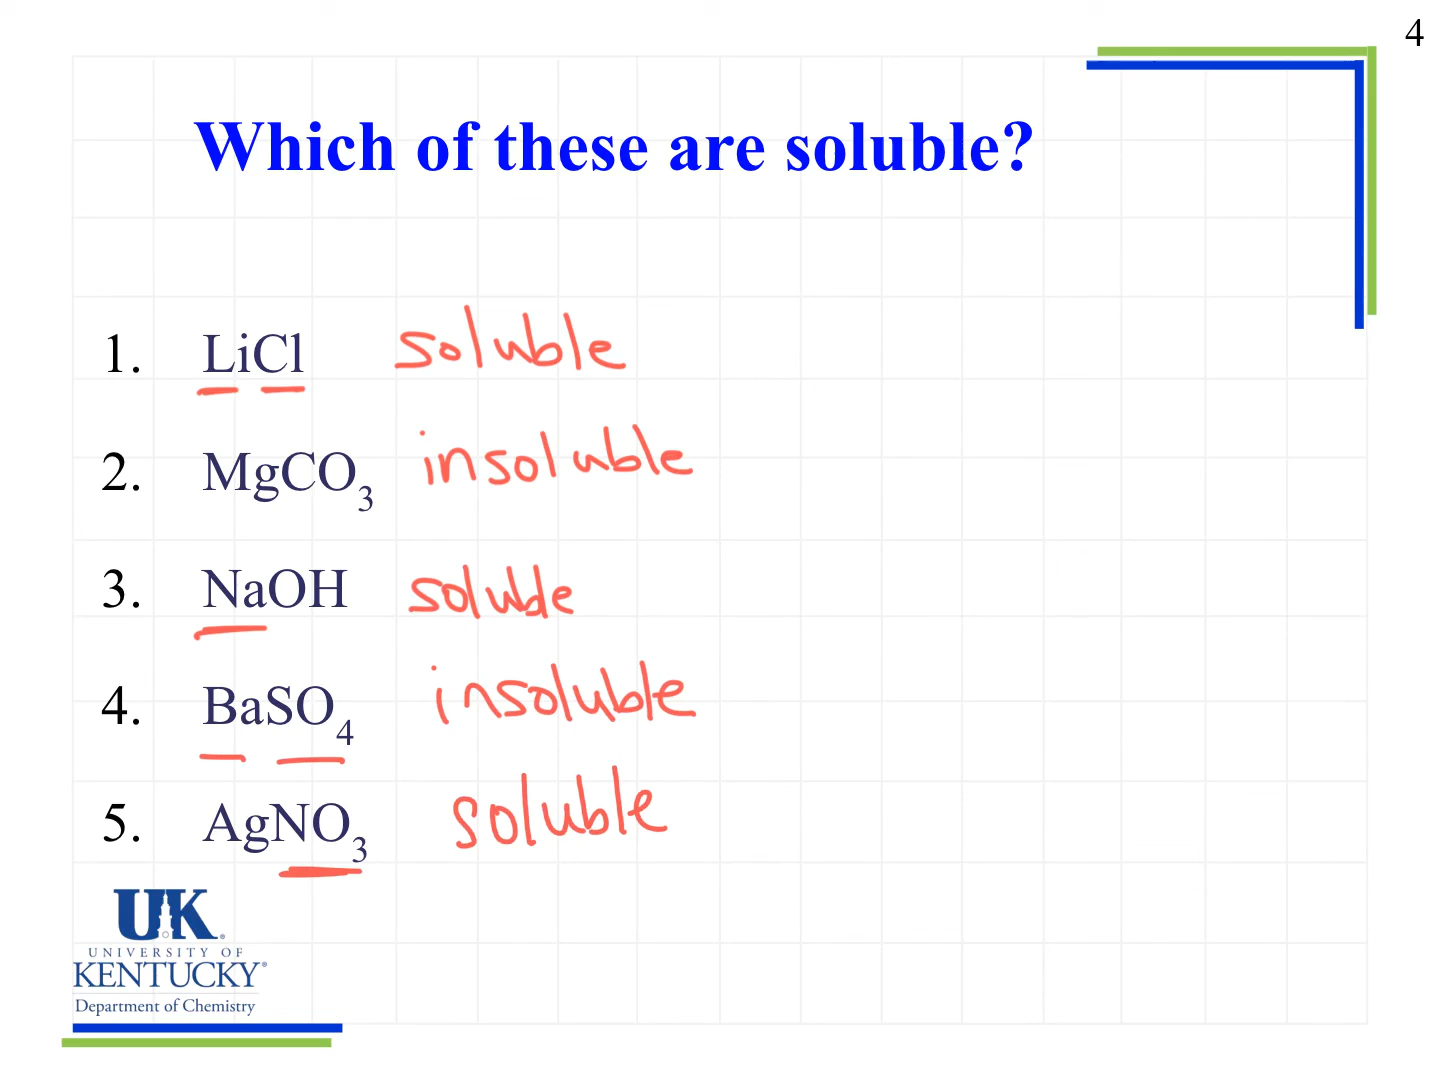 4
Which of these are soluble?
1. LiCl soluble
2. MgCO₃ insoluble
3. NaOH soluble
4. BaSO₄ insoluble
5. AgNO₃ soluble
UK
UNIVERSITY OF
KENTUCKY®
Department of Chemistry